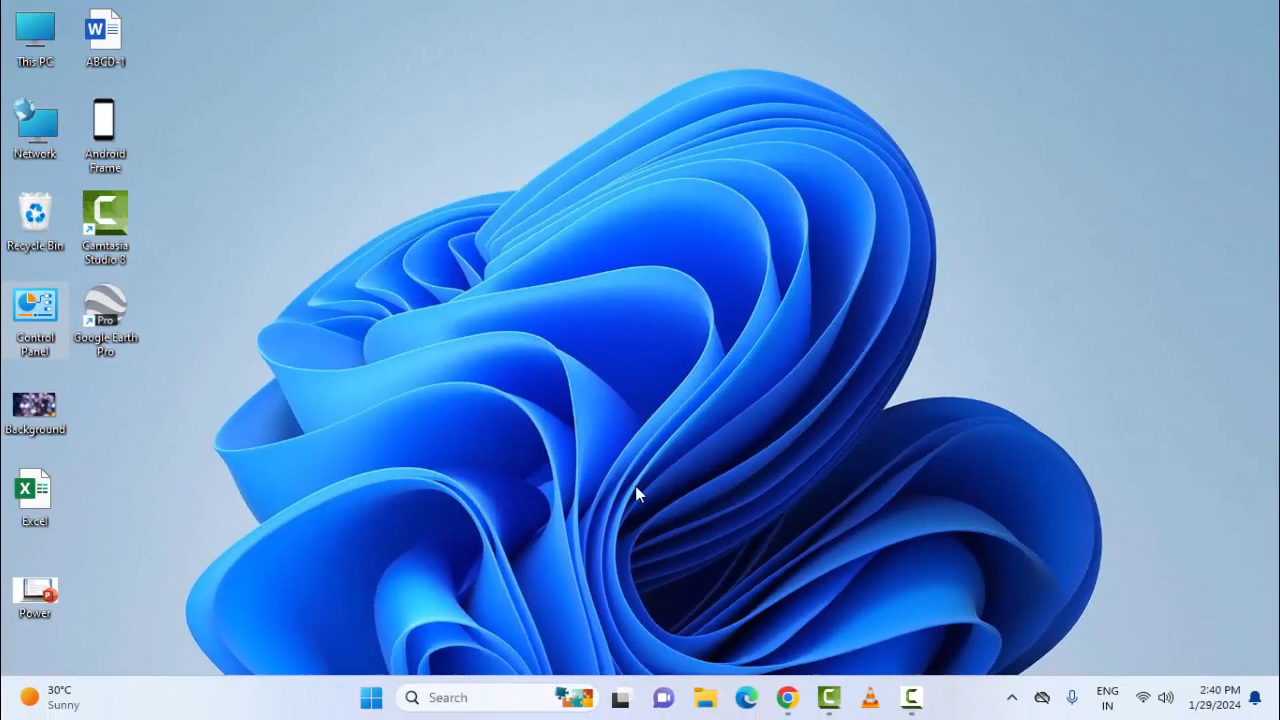 This PC
ABCD-1
Network
Android
Frame
Recycle Bin
Camtasia
Studio 8
Control
Panel
Pro
Google Earth
Pro
Background
Excel
Power
30°C
Sunny
Search
ENG
IN
2:40 PM
1/29/2024